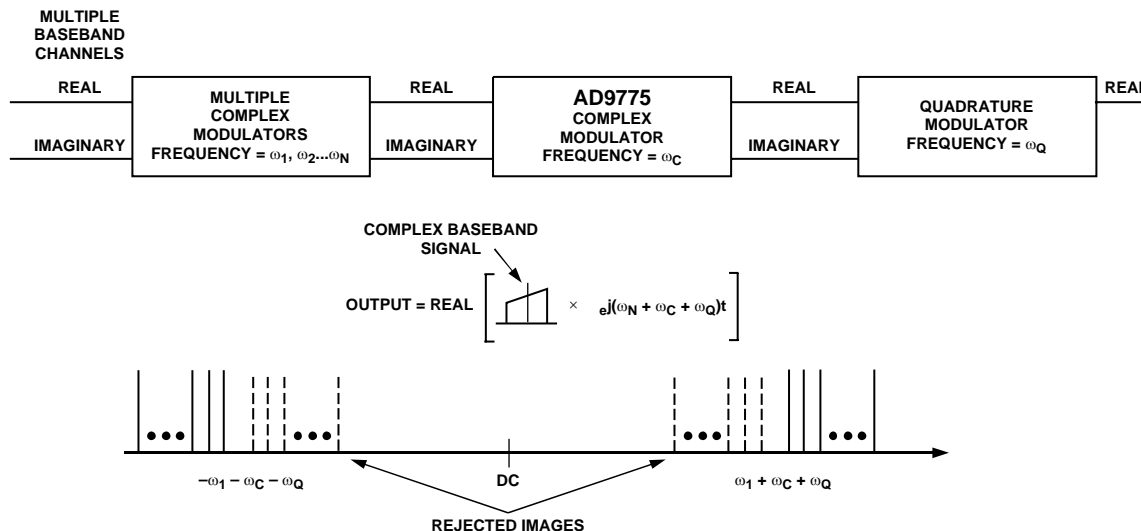 MULTIPLE
BASEBAND
CHANNELS
REAL
IMAGINARY
MULTIPLE
COMPLEX
MODULATORS
FREQUENCY = ω1, ω2...ωN
REAL
IMAGINARY
AD9775
COMPLEX
MODULATOR
FREQUENCY = ωC
REAL
IMAGINARY
QUADRATURE
MODULATOR
FREQUENCY = ωQ
REAL
COMPLEX BASEBAND
SIGNAL
OUTPUT = REAL [ × ej(ωN + ωC + ωQ)t ]
–ω1 – ωC – ωQ
DC
ω1 + ωC + ωQ
REJECTED IMAGES